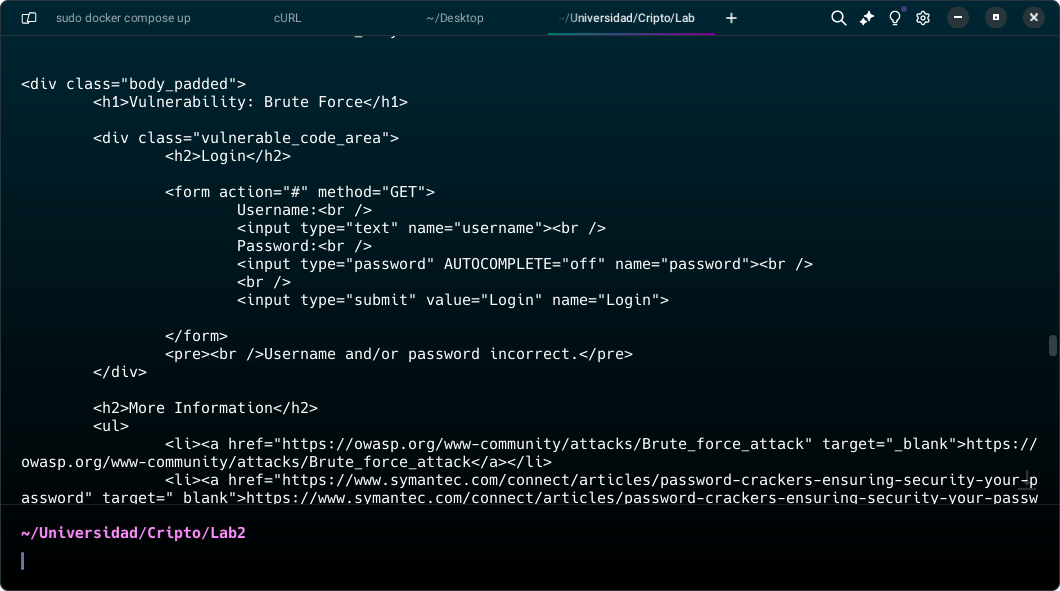 sudo docker compose up cURL ~/Desktop ~/Universidad/Cripto/Lab +
<div class="body_padded">
<h1>Vulnerability: Brute Force</h1>
<div class="vulnerable_code_area">
<h2>Login</h2>
<form action="#" method="GET">
Username:<br />
<input type="text" name="username"><br />
Password:<br />
<input type="password" AUTOCOMPLETE="off" name="password"><br />
<br />
<input type="submit" value="Login" name="Login">
</form>
<pre><br />Username and/or password incorrect.</pre>
</div>
<h2>More Information</h2>
<ul>
<li><a href="https://owasp.org/www-community/attacks/Brute_force_attack" target="_blank">https://
owasp.org/www-community/attacks/Brute_force_attack</a></li>
<li><a href="https://www.symantec.com/connect/articles/password-crackers-ensuring-security-your-p
assword" target="_blank">https://www.symantec.com/connect/articles/password-crackers-ensuring-security-your-passw
~/Universidad/Cripto/Lab2